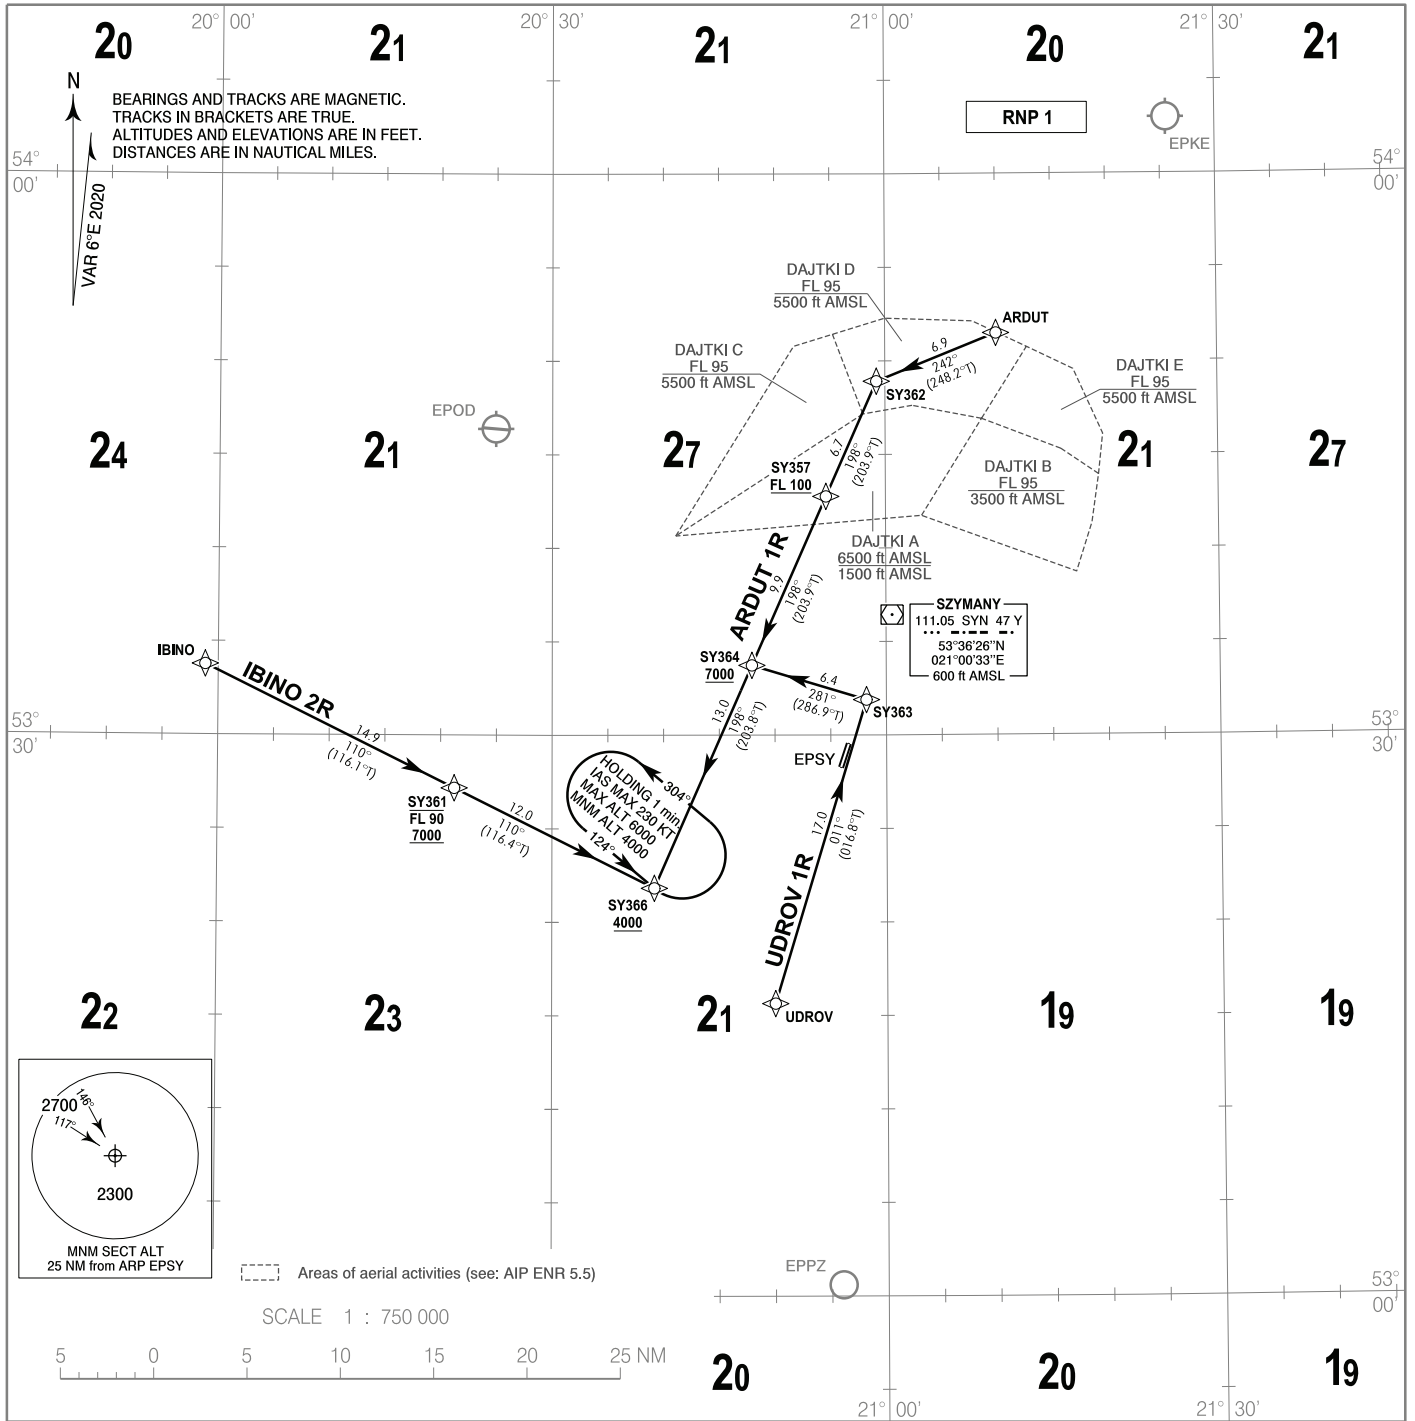 20° 00'
20° 30'
21° 00'
21° 30'
20
21
21
20
21
N
BEARINGS AND TRACKS ARE MAGNETIC.
TRACKS IN BRACKETS ARE TRUE.
ALTITUDES AND ELEVATIONS ARE IN FEET.
DISTANCES ARE IN NAUTICAL MILES.
VAR 6°E 2020
RNP 1
EPKE
54°
00'
54°
00'
DAJTKI D
FL 95
5500 ft AMSL
ARDUT
6.9
242°
(248.2°T)
DAJTKI C
FL 95
5500 ft AMSL
DAJTKI E
FL 95
5500 ft AMSL
SY362
EPOD
24
21
27
21
27
6.7
198°
(203.9°T)
SY357
FL 100
DAJTKI B
FL 95
3500 ft AMSL
DAJTKI A
6500 ft AMSL
1500 ft AMSL
ARDUT 1R
9.9
198°
(203.9°T)
SZYMANY
111.05 SYN 47 Y
53°36'26"N
021°00'33"E
600 ft AMSL
IBINO
IBINO 2R
SY364
7000
6.4
281°
(286.9°T)
SY363
53°
30'
53°
30'
14.9
110°
(116.1°T)
13.0
198°
(203.8°T)
EPSY
HOLDING 1 min.
IAS MAX 230 KT
MAX ALT 6000
MNM ALT 4000
304°
124°
SY361
FL 90
7000
12.0
110°
(116.4°T)
17.0
011°
(016.8°T)
UDROV 1R
SY366
4000
UDROV
22
23
21
19
19
2700
146°
117°
2300
MNM SECT ALT
25 NM from ARP EPSY
Areas of aerial activities (see: AIP ENR 5.5)
EPPZ
53°
00'
SCALE 1 : 750 000
5
0
5
10
15
20
25 NM
20
20
19
21° 00'
21° 30'